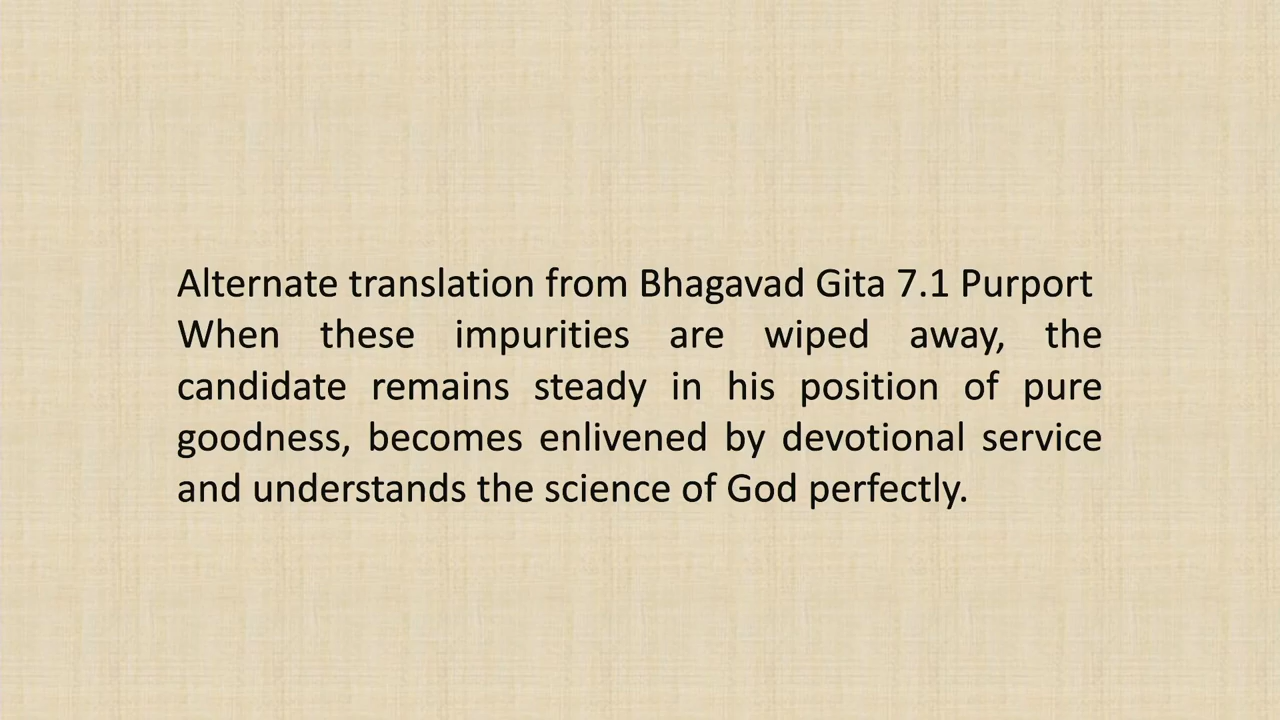 Alternate translation from Bhagavad Gita 7.1 Purport
When these impurities are wiped away, the
candidate remains steady in his position of pure
goodness, becomes enlivened by devotional service
and understands the science of God perfectly.